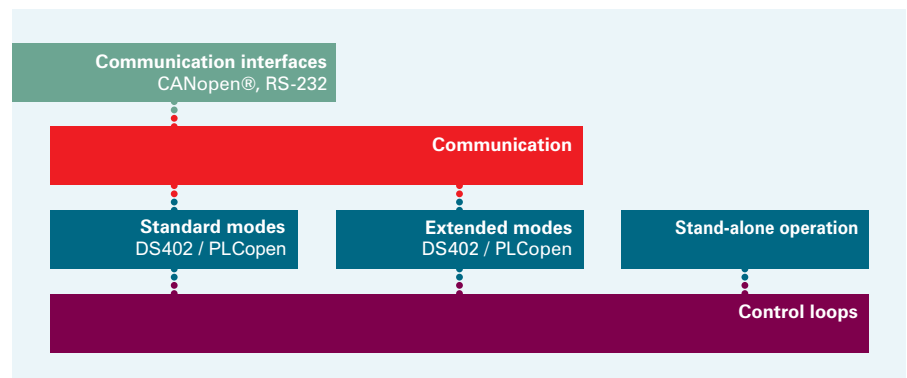 Communication interfaces
CANopen®, RS-232
Communication
Standard modes
DS402 / PLCopen
Extended modes
DS402 / PLCopen
Stand-alone operation
Control loops